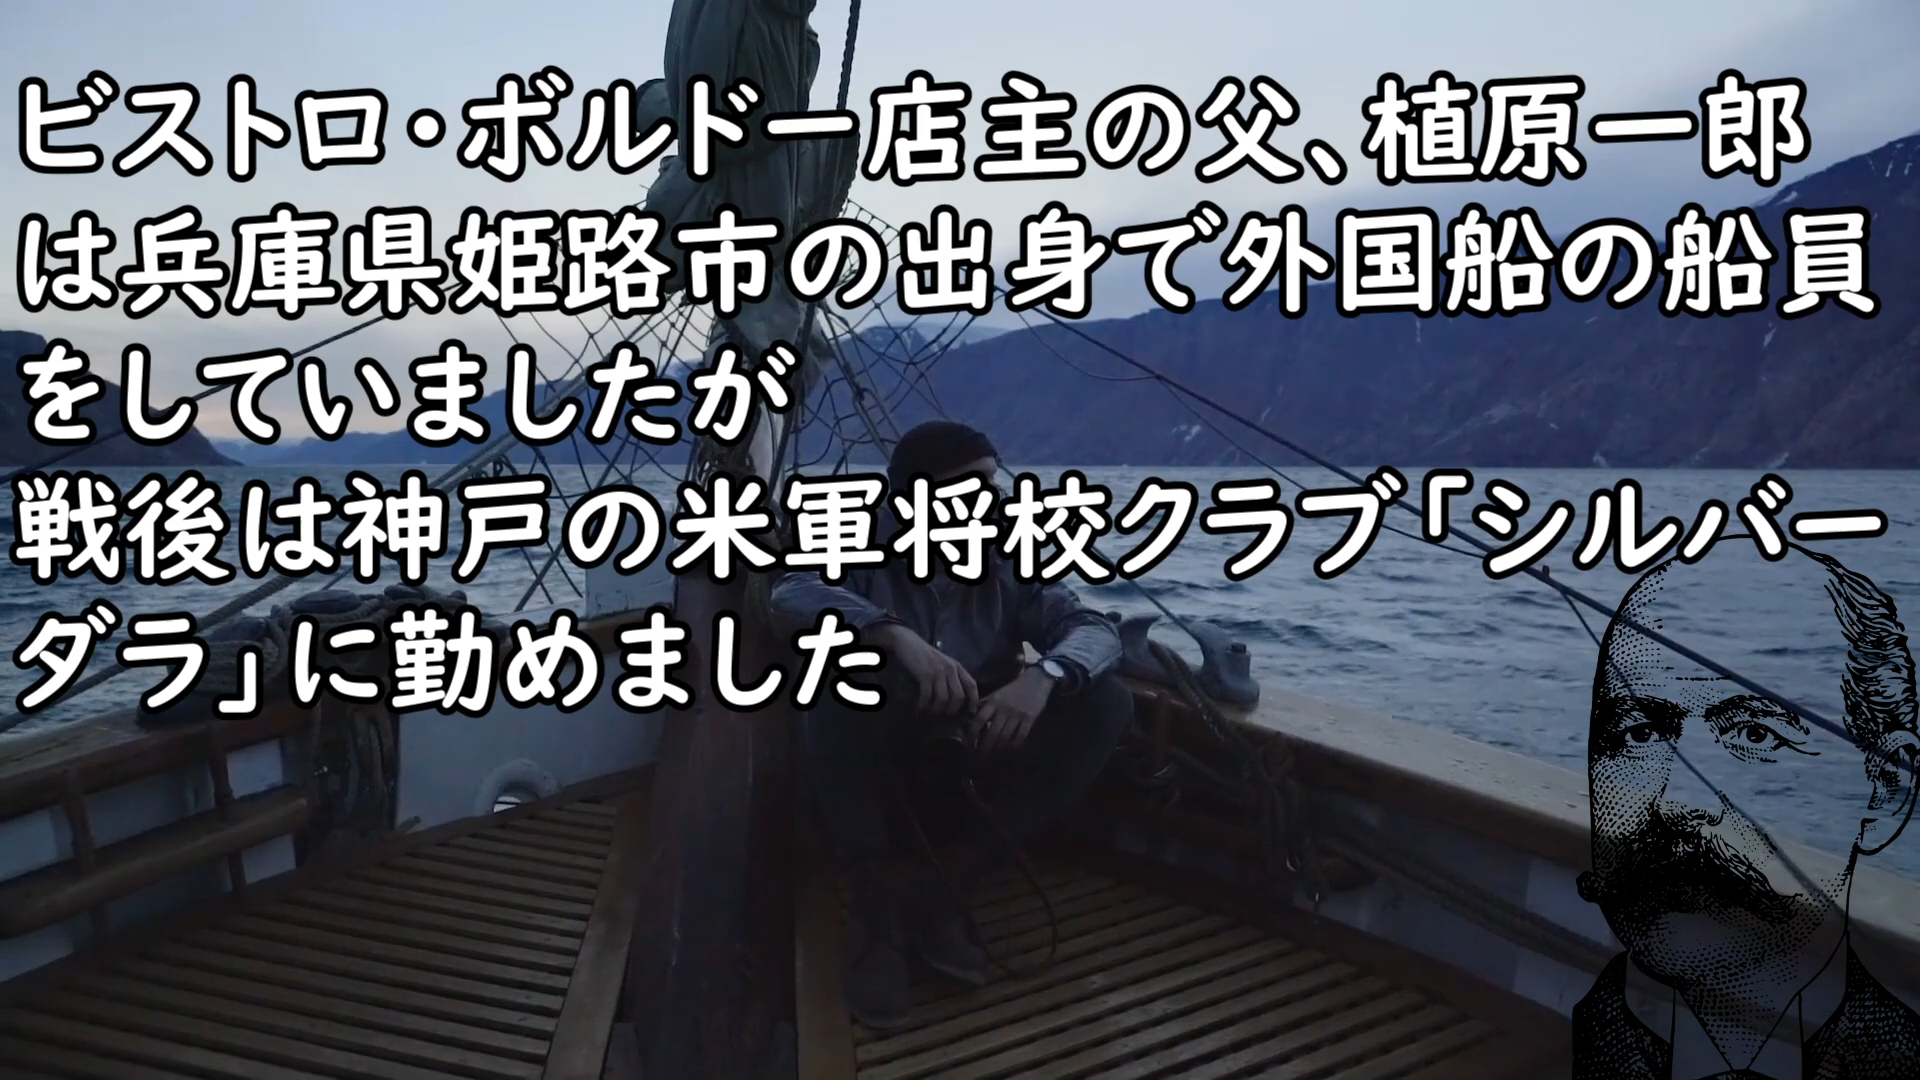 ビストロ・ボルドー店主の父、植原一郎
は兵庫県姫路市の出身で外国船の船員
をしていましたが
戦後は神戸の米軍将校クラブ「シルバー
ダラ」に勤めました